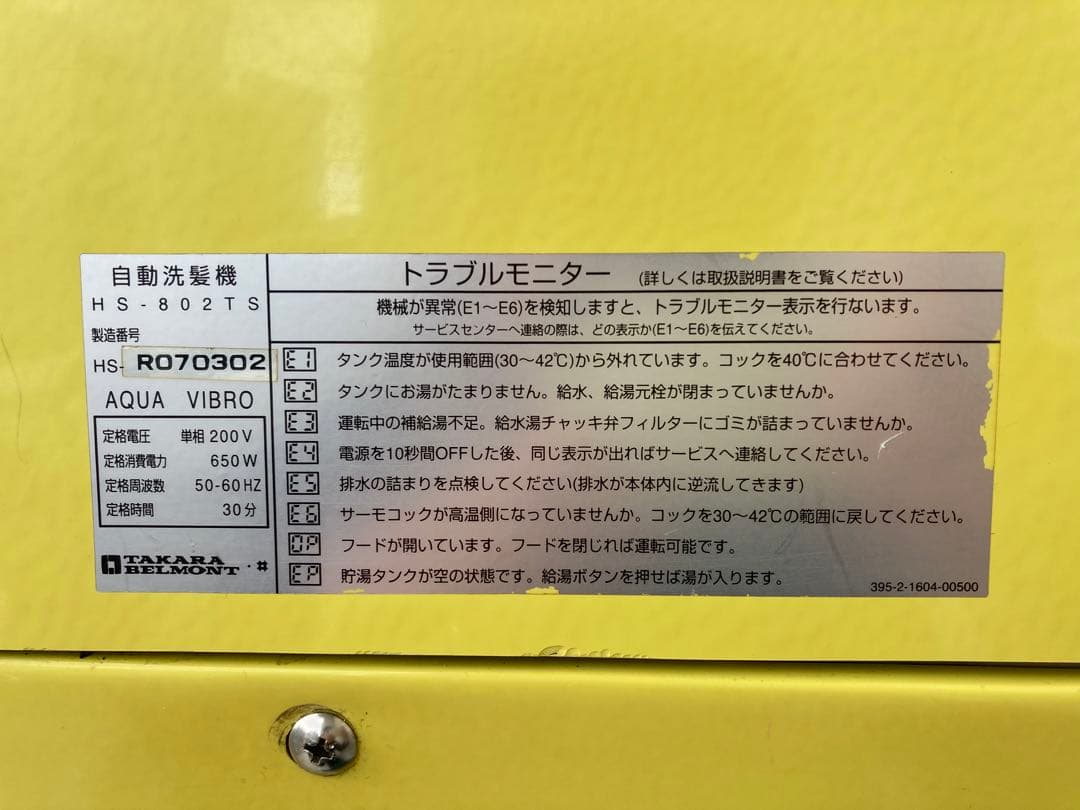 自動洗髪機
HS-802TS
製造番号
HS-R070302
AQUA VIBRO
定格電圧 単相200V
定格消費電力 650W
定格周波数 50-60HZ
定格時間 30分
TAKARA
BELMONT
トラブルモニター (詳しくは取扱説明書をご覧ください)
機械が異常(E1〜E6)を検知しますと、トラブルモニター表示を行ないます。
サービスセンターへ連絡の際は、どの表示か(E1〜E6)を伝えてください。
E1 タンク温度が使用範囲(30〜42℃)から外れています。コックを40℃に合わせてください。
E2 タンクにお湯がたまりません。給水、給湯元栓が閉まっていませんか。
E3 運転中の補給湯不足。給水湯チャッキ弁フィルターにゴミが詰まっていませんか。
E4 電源を10秒間OFFした後、同じ表示が出ればサービスへ連絡してください。
E5 排水の詰まりを点検してください(排水が本体内に逆流してきます)
E6 サーモコックが高温側になっていませんか。コックを30〜42℃の範囲に戻してください。
OP フードが開いています。フードを閉じれば運転可能です。
EP 貯湯タンクが空の状態です。給湯ボタンを押せば湯が入ります。
395-2-1604-00500